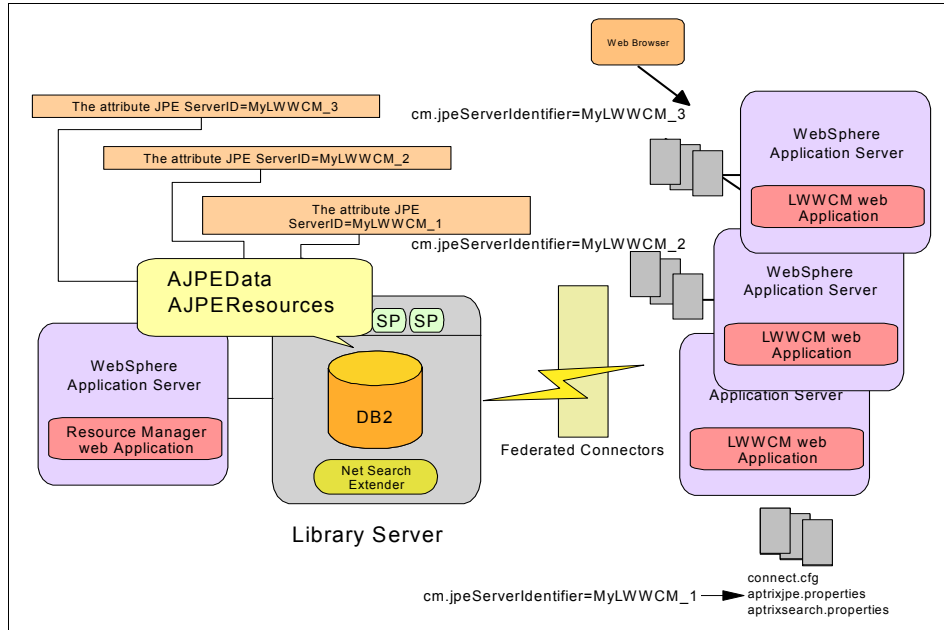 Web Browser
The attribute JPE ServerID=MyLWWCM_3
cm.jpeServerIdentifier=MyLWWCM_3
WebSphere
Application Server
LWWCM web
Application
The attribute JPE ServerID=MyLWWCM_2
The attribute JPE
ServerID=MyLWWCM_1
cm.jpeServerIdentifier=MyLWWCM_2
WebSphere
Application Server
LWWCM web
Application
AJPEData
AJPEResources
SP
SP
WebSphere
Application Server
Resource Manager
web Application
DB2
Net Search
Extender
Library Server
Federated Connectors
Application Server
LWWCM web
Application
cm.jpeServerIdentifier=MyLWWCM_1
connect.cfg
aptrixjpe.properties
aptrixsearch.properties